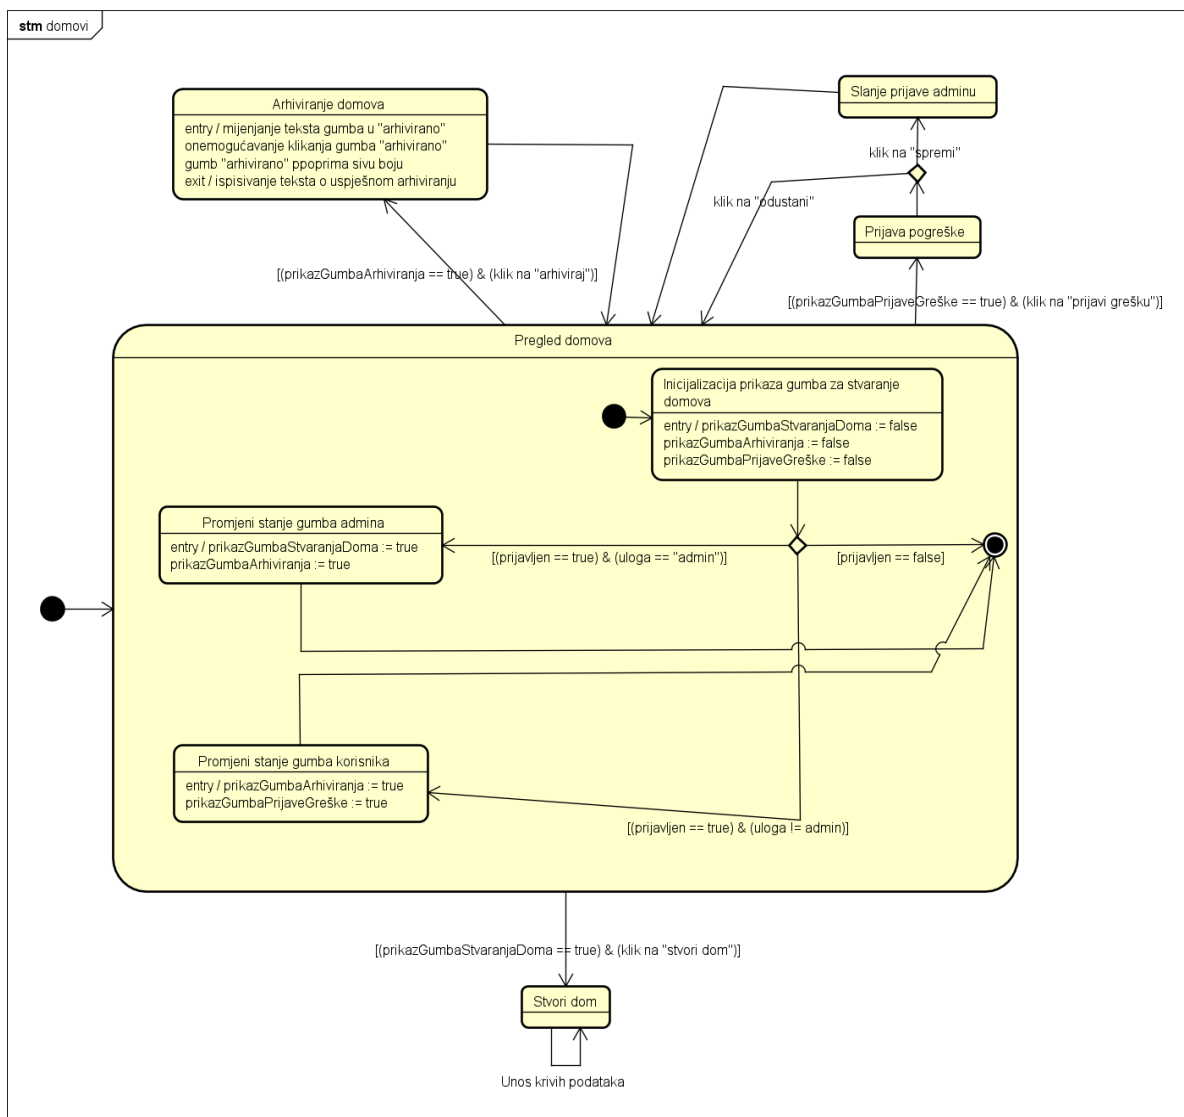 stm domovi
Arhiviranje domova
entry / mijenjanje teksta gumba u "arhivirano"
onemogućavanje klikanja gumba "arhivirano"
gumb "arhivirano" ppoprima sivu boju
exit / ispisivanje teksta o uspješnom arhiviranju
Slanje prijave adminu
klik na "spremi"
klik na "odustani"
Prijava pogreške
[(prikazGumbaArhiviranja == true) & (klik na "arhiviraj")]
[(prikazGumbaPrijaveGreške == true) & (klik na "prijavi grešku")]
Pregled domova
Inicijalizacija prikaza gumba za stvaranje
domova
entry / prikazGumbaStvaranjaDoma := false
prikazGumbaArhiviranja := false
prikazGumbaPrijaveGreške := false
Promjeni stanje gumba admina
entry / prikazGumbaStvaranjaDoma := true
prikazGumbaArhiviranja := true
[(prijavljen == true) & (uloga == "admin")]
[prijavljen == false]
Promjeni stanje gumba korisnika
entry / prikazGumbaArhiviranja := true
prikazGumbaPrijaveGreške := true
[(prijavljen == true) & (uloga != admin)]
[(prikazGumbaStvaranjaDoma == true) & (klik na "stvori dom")]
Stvori dom
Unos krivih podataka